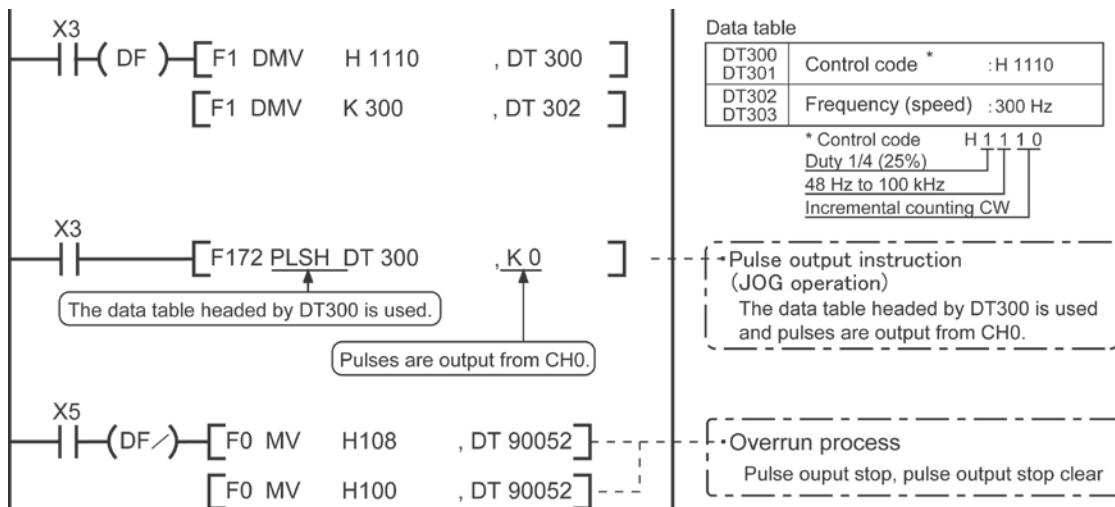 X3
( DF ) [F1 DMV H 1110 , DT 300 ]
[F1 DMV K 300 , DT 302 ]
X3
[F172 PLSH DT 300 , K 0 ]
The data table headed by DT300 is used.
Pulses are output from CH0.
X5
(DF/) [F0 MV H108 , DT 90052]
[F0 MV H100 , DT 90052]
Data table
DT300
DT301
Control code * :H 1110
DT302
DT303
Frequency (speed) :300 Hz
* Control code H 1 1 1 0
Duty 1/4 (25%)
48 Hz to 100 kHz
Incremental counting CW
·Pulse output instruction
(JOG operation)
The data table headed by DT300 is used
and pulses are output from CH0.
·Overrun process
Pulse ouput stop, pulse output stop clear